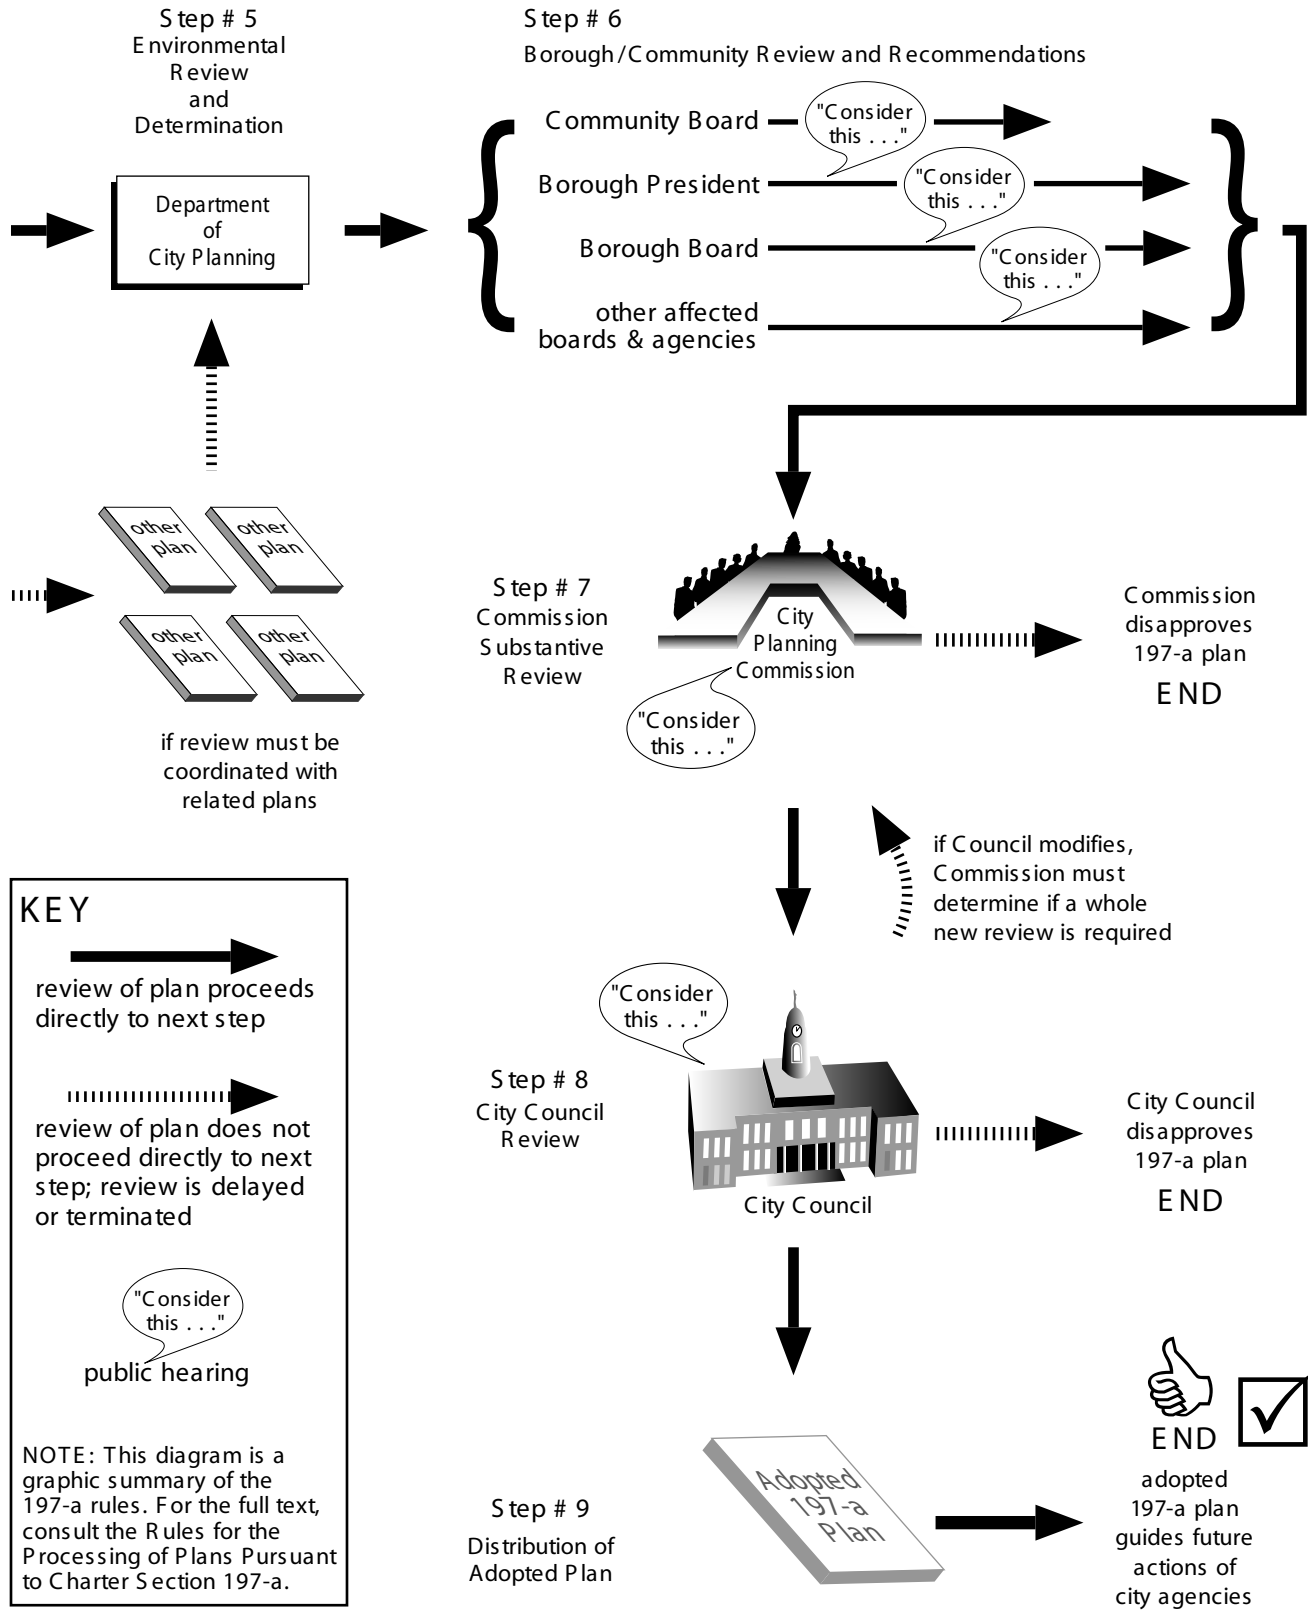 Step # 5
Environmental
Review
and
Determination
Department
of
City Planning
Step # 6
Borough/Community Review and Recommendations
Community Board
"Consider
this . . ."
Borough President
"Consider
this . . ."
Borough Board
"Consider
this . . ."
other affected
boards & agencies
other
plan
other
plan
other
plan
other
plan
if review must be
coordinated with
related plans
Step # 7
Commission
Substantive
Review
City
Planning
Commission
"Consider
this . . ."
Commission
disapproves
197-a plan
END
if Council modifies,
Commission must
determine if a whole
new review is required
"Consider
this . . ."
Step # 8
City Council
Review
City Council
City Council
disapproves
197-a plan
END
Step # 9
Distribution of
Adopted Plan
Adopted
197-a
Plan
END
adopted
197-a plan
guides future
actions of
city agencies
KEY
review of plan proceeds
directly to next step
review of plan does not
proceed directly to next
step; review is delayed
or terminated
"Consider
this . . ."
public hearing
NOTE: This diagram is a
graphic summary of the
197-a rules. For the full text,
consult the Rules for the
Processing of Plans Pursuant
to Charter Section 197-a.